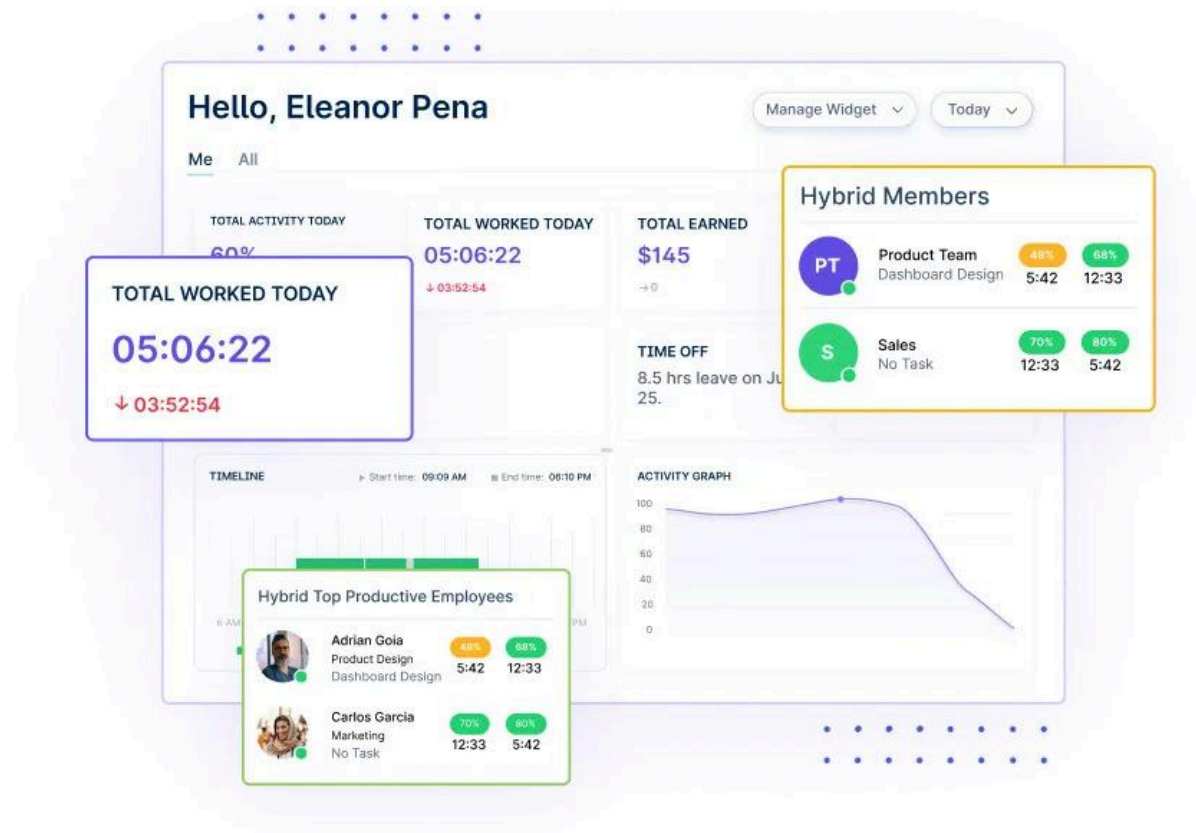 Hello, Eleanor Pena
Manage Widget
Today
Me
All
Hybrid Members
PT
Product Team
Dashboard Design
48%
5:42
68%
12:33
S
Sales
No Task
70%
12:33
80%
5:42
TOTAL ACTIVITY TODAY
60%
TOTAL WORKED TODAY
05:06:22
↓ 03:52:54
TOTAL EARNED
$145
→ 0
TOTAL WORKED TODAY
05:06:22
↓ 03:52:54
TIME OFF
8.5 hrs leave on
25.
TIMELINE
Start time: 09:09 AM
End time: 06:10 PM
6 AM
PM
ACTIVITY GRAPH
100
80
60
40
20
0
Hybrid Top Productive Employees
Adrian Goia
Product Design
Dashboard Design
48%
5:42
68%
12:33
Carlos Garcia
Marketing
No Task
70%
12:33
80%
5:42